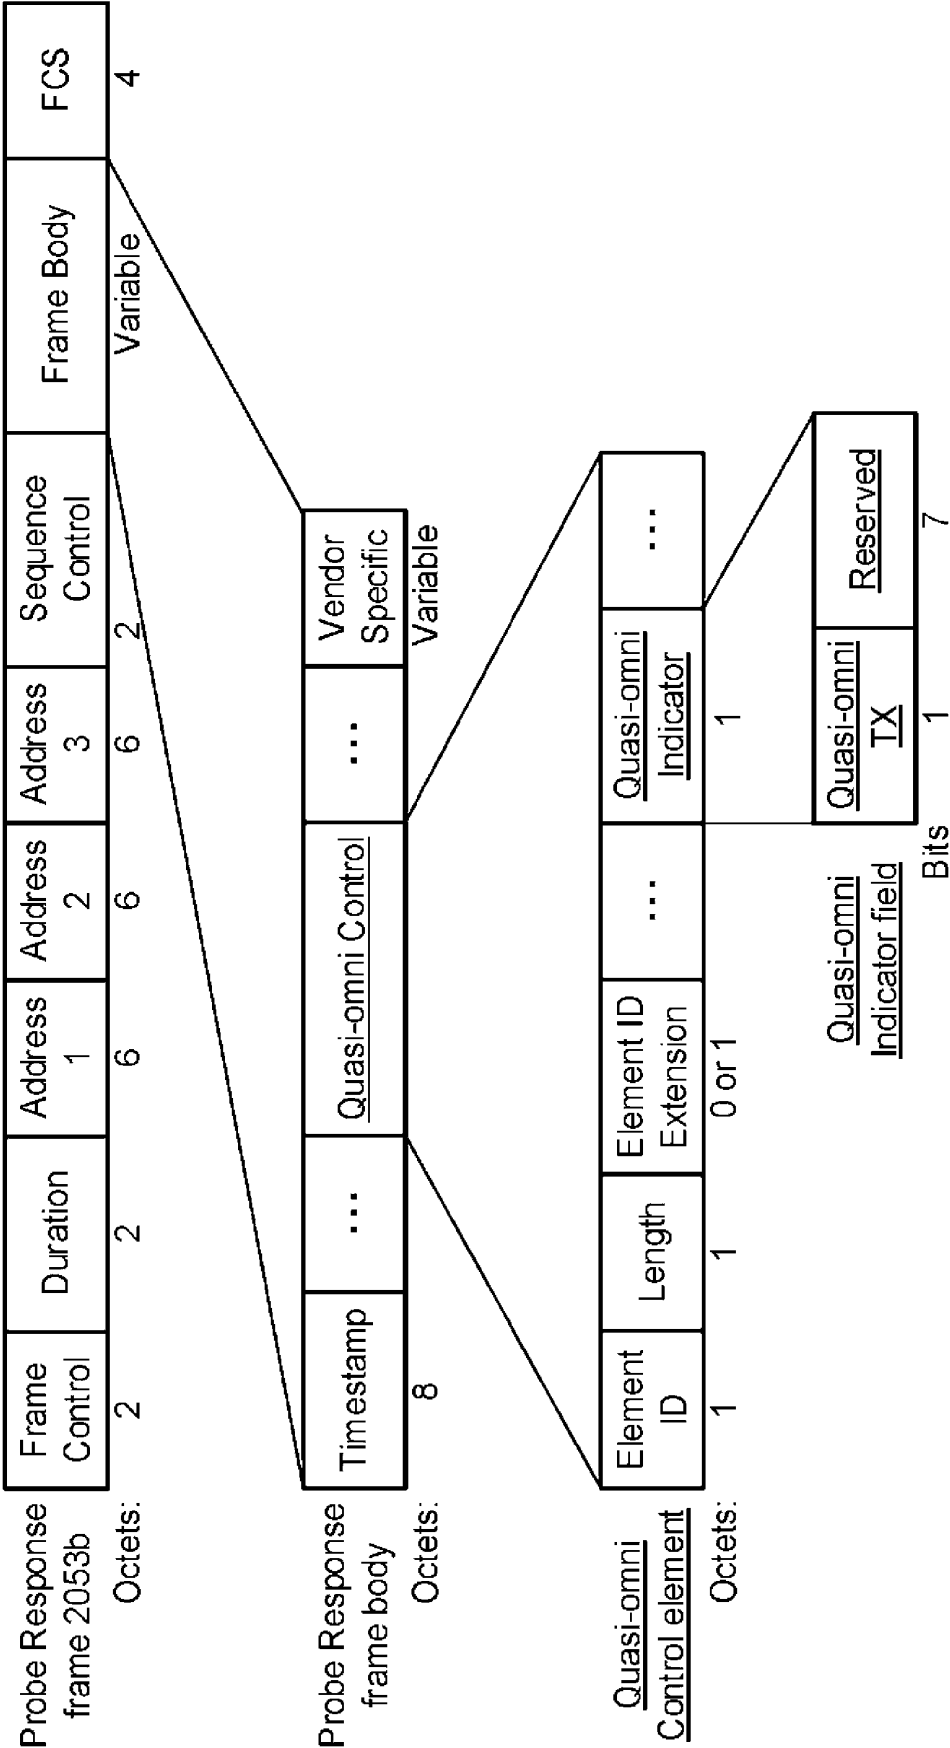 Probe Response
frame 2053b
Frame
Control
Duration
Address
1
Address
2
Address
3
Sequence
Control
Frame Body
FCS
Octets:
2
2
6
6
6
2
Variable
4
Probe Response
frame body
Timestamp
...
Quasi-omni Control
...
Vendor
Specific
Octets:
8
Variable
Quasi-omni
Control element
Element
ID
Length
Element ID
Extension
...
Quasi-omni
Indicator
...
Octets:
1
1
0 or 1
1
Quasi-omni
Indicator field
Quasi-omni
TX
Reserved
Bits
1
7